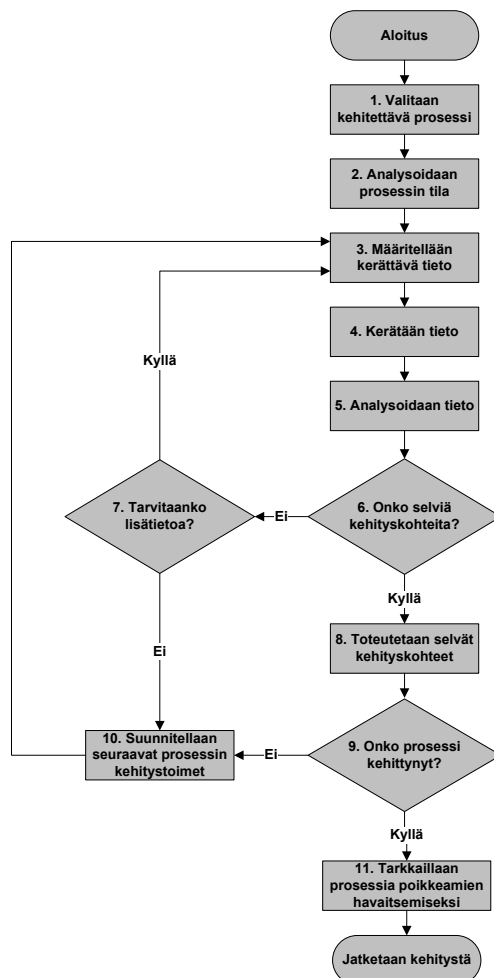 Aloitus
1. Valitaan
kehitettävä prosessi
2. Analysoidaan
prosessin tila
3. Määritellään
kerättävä tieto
4. Kerätään tieto
Kyllä
5. Analysoidaan tieto
7. Tarvitaanko
lisätietoa?
Ei
6. Onko selviä
kehityskohteita?
Kyllä
8. Toteutetaan selvät
kehityskohteet
Ei
10. Suunnitellaan
seuraavat prosessin
kehitystoimet
Ei
9. Onko prosessi
kehittynyt?
Kyllä
11. Tarkkaillaan
prosessia poikkeamien
havaitsemiseksi
Jatketaan kehitystä